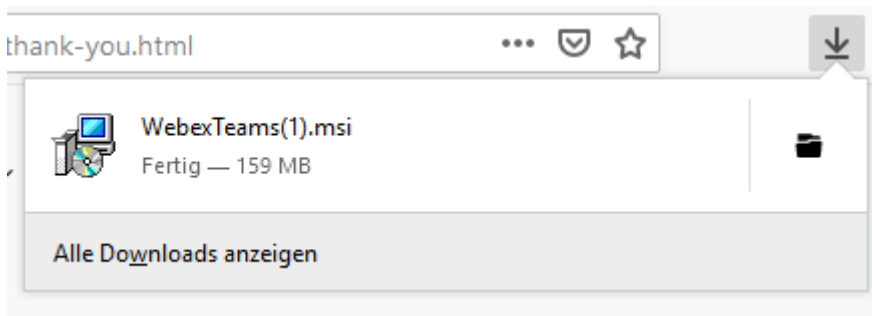 thank-you.html
WebexTeams(1).msi
Fertig — 159 MB
Alle Downloads anzeigen